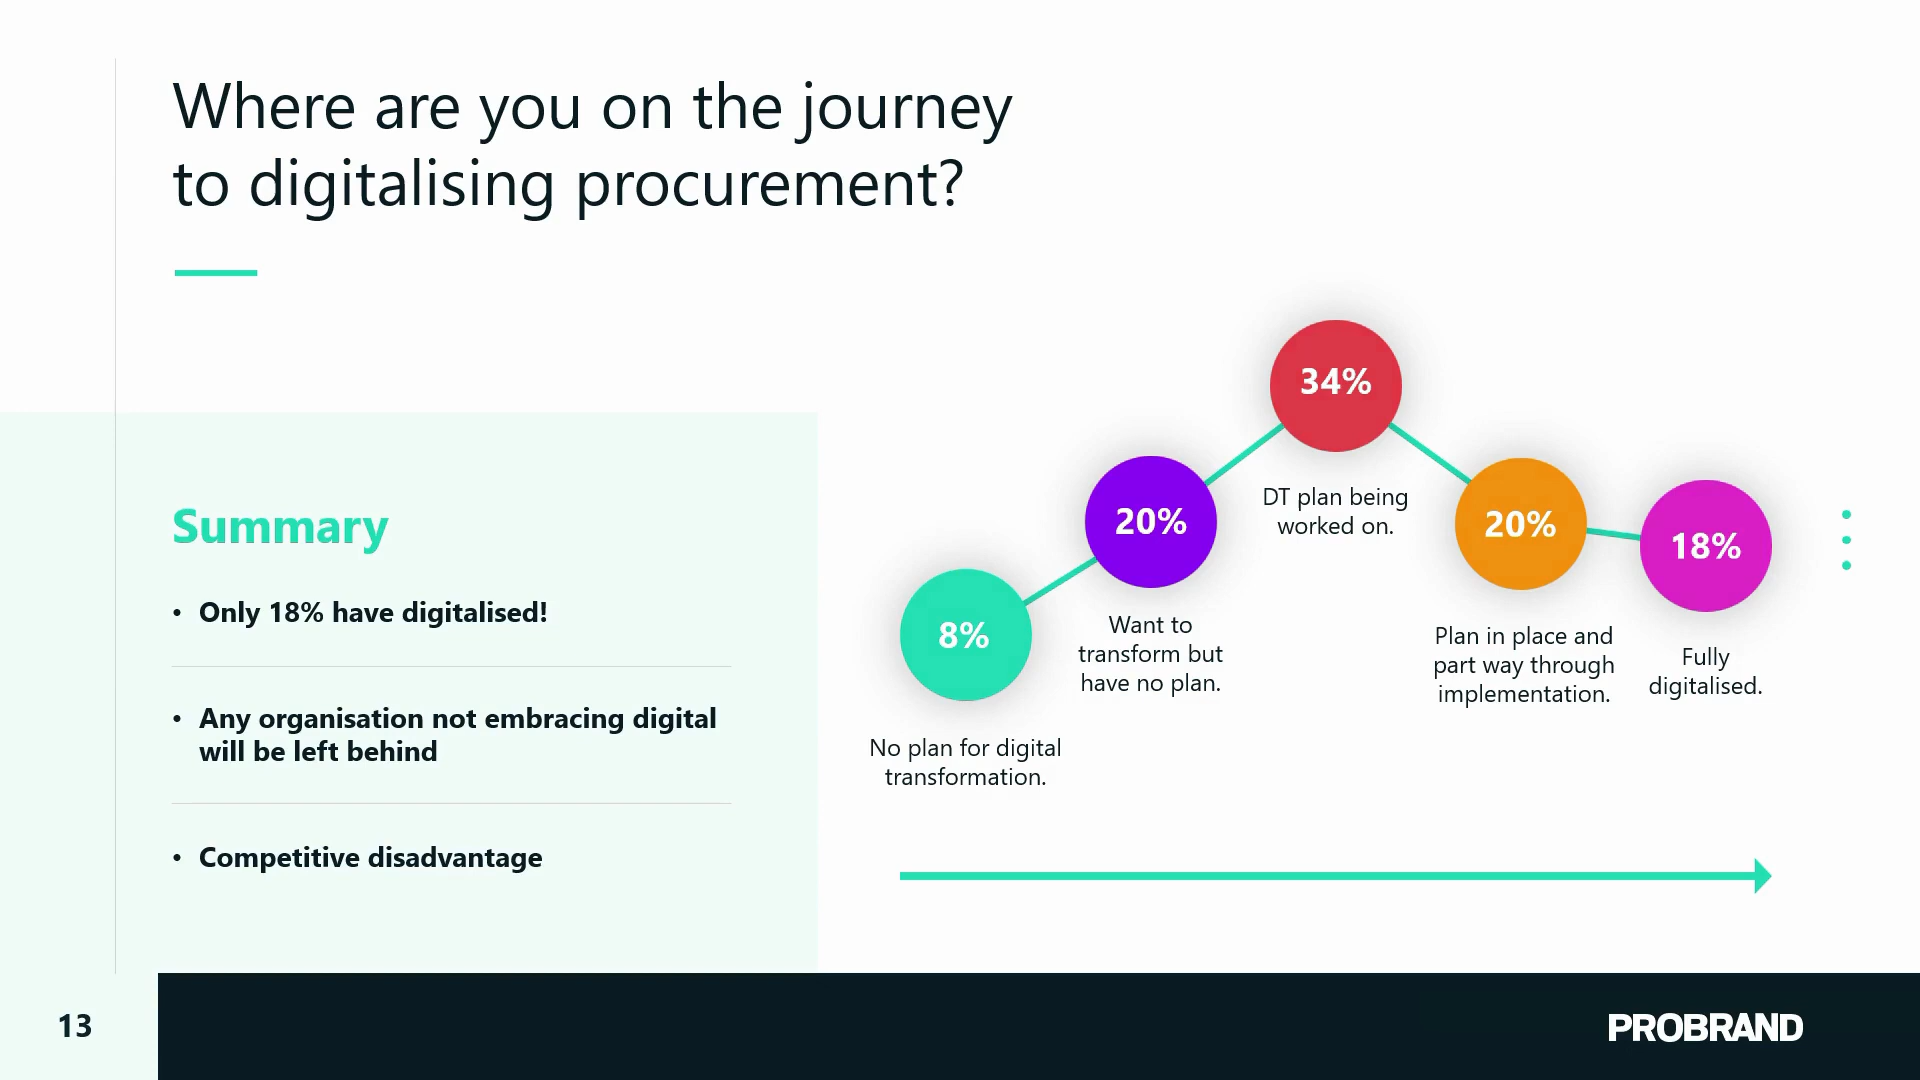 Where are you on the journey
to digitalising procurement?
Summary
• Only 18% have digitalised!
• Any organisation not embracing digital
will be left behind
• Competitive disadvantage
8%
No plan for digital
transformation.
20%
Want to
transform but
have no plan.
34%
DT plan being
worked on.
20%
Plan in place and
part way through
implementation.
18%
Fully
digitalised.
13
PROBRAND